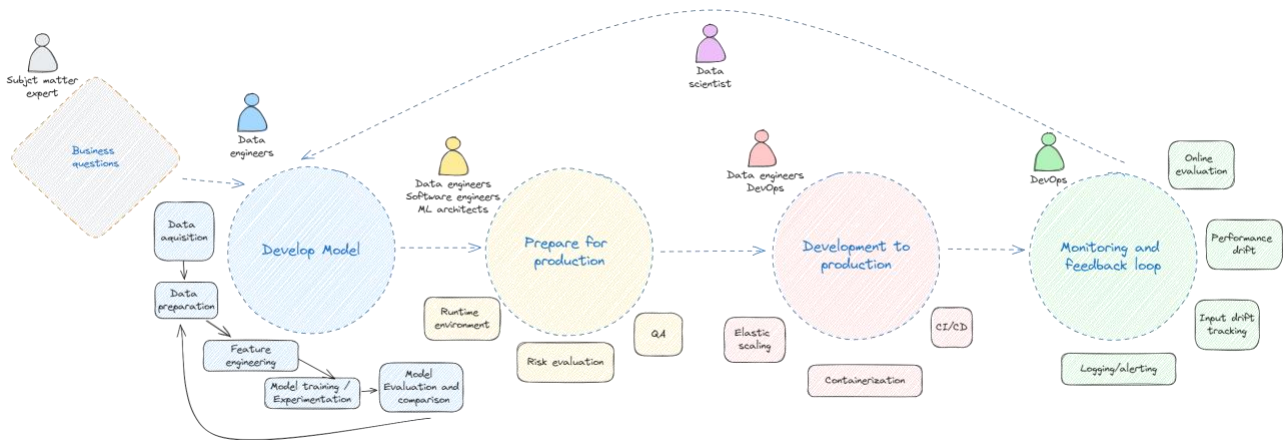 Subjct matter
expert
Business
questions
Data
engineers
Data
scientist
Data engineers
Software engineers
ML architects
Data engineers
DevOps
DevOps
Develop Model
Data
aquisition
Data
preparation
Feature
engineering
Model training /
Experimentation
Model
Evaluation and
comparison
Prepare for
production
Runtime
environment
Risk evaluation
QA
Development to
production
Elastic
scaling
Containerization
CI/CD
Monitoring and
feedback loop
Online
evaluation
Performance
drift
Input drift
tracking
Logging/alerting